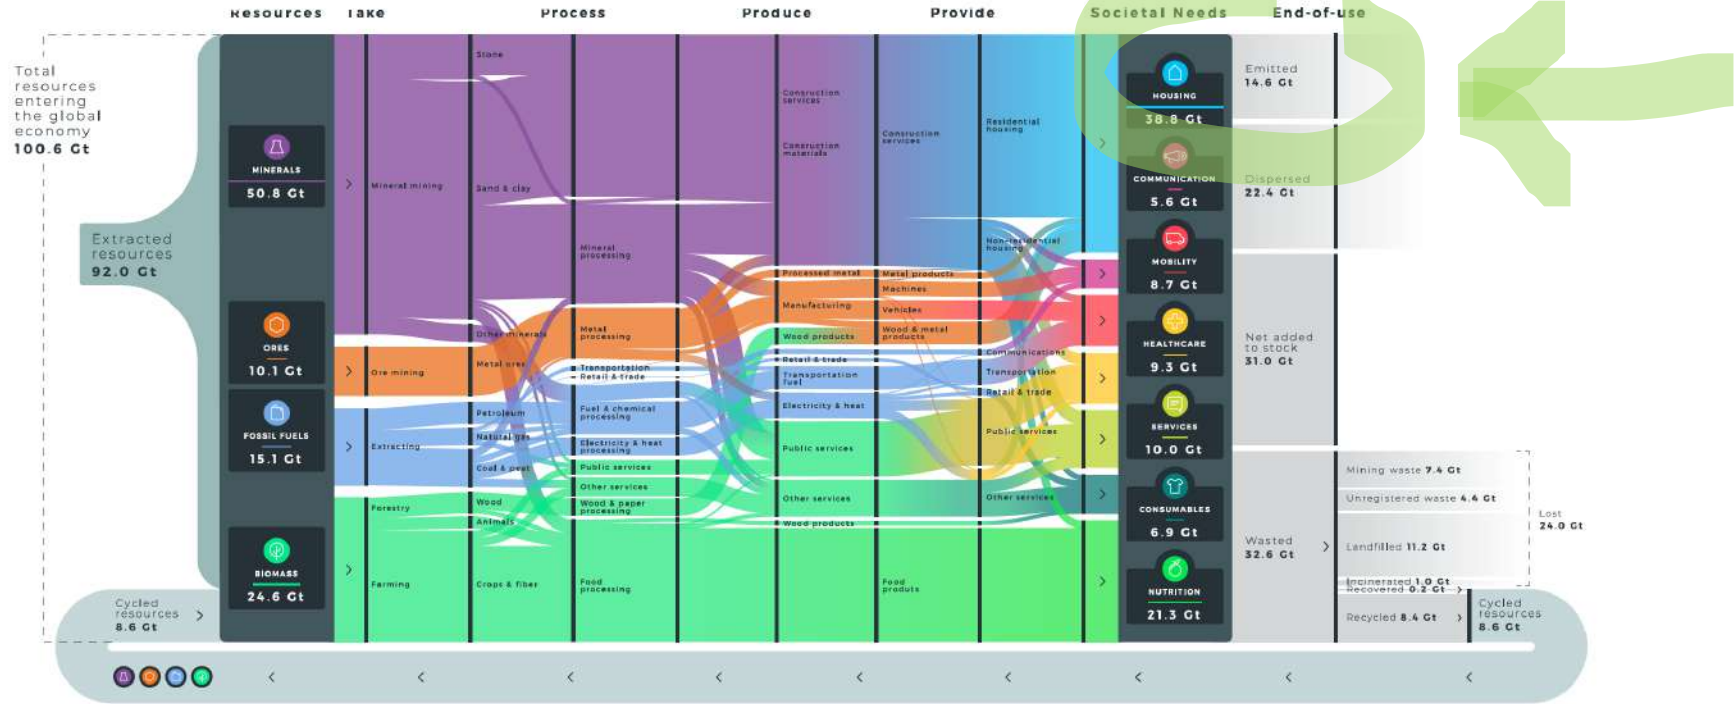 Resources Take Process Produce Provide Societal Needs End-of-use
Total
resources
entering
the global
economy
100.6 Gt
Extracted
resources
92.0 Gt
Cycled
resources
8.6 Gt
MINERALS
50.8 Gt
ORES
10.1 Gt
FOSSIL FUELS
15.1 Gt
BIOMASS
24.6 Gt
Mineral mining
Ore mining
Extracting
Forestry
Farming
Stone
Sand & clay
Other minerals
Metal ores
Petroleum
Natural gas
Coal & peat
Wood
Animals
Crops & fiber
Mineral
processing
Metal
processing
Transportation
Retail & trade
Fuel & chemical
processing
Electricity & heat
processing
Public services
Other services
Wood & paper
processing
Food
processing
Consruction
services
Construction
materials
Processed metal
Manufacturing
Wood products
Retail & trade
Transportation
fuel
Electricity & heat
Public services
Other services
Wood products
Construction
services
Metal products
Machines
Vehicles
Wood & metal
products
Food
produts
Residential
housing
Non-residential
housing
Communications
Transportation
Retail & trade
Public services
Other services
HOUSING
38.8 Gt
COMMUNICATION
5.6 Gt
MOBILITY
8.7 Gt
HEALTHCARE
9.3 Gt
SERVICES
10.0 Gt
CONSUMABLES
6.9 Gt
NUTRITION
21.3 Gt
Emitted
14.6 Gt
Dispersed
22.4 Gt
Net added
to stock
31.0 Gt
Wasted
32.6 Gt
Mining waste 7.4 Gt
Unregistered waste 4.4 Gt
Landfilled 11.2 Gt
Incinerated 1.0 Gt
Recovered 0.2 Gt
Recycled 8.4 Gt
Lost
24.0 Gt
Cycled
resources
8.6 Gt